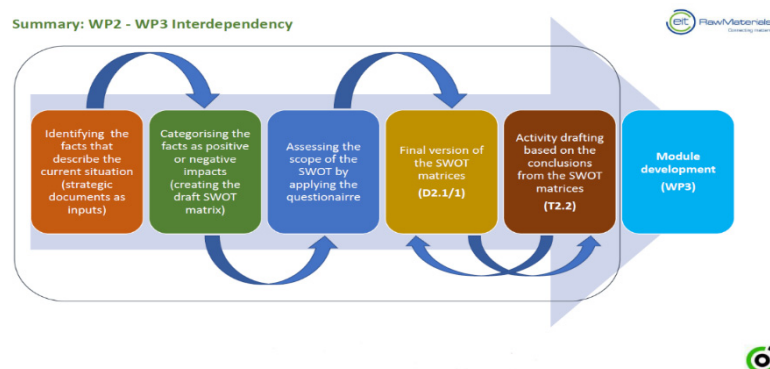 Summary: WP2 - WP3 Interdependency
eit RawMaterials
Identifying the
facts that
describe the
current situation
(strategic
documents as
inputs)
Categorising the
facts as positive
or negative
impacts
(creating the
draft SWOT
matrix)
Assessing the
scope of the
SWOT by
applying the
questionairre
Final version of
the SWOT
matrices
(D2.1/1)
Activity drafting
based on the
conclusions
from the SWOT
matrices
(T2.2)
Module
development
(WP3)